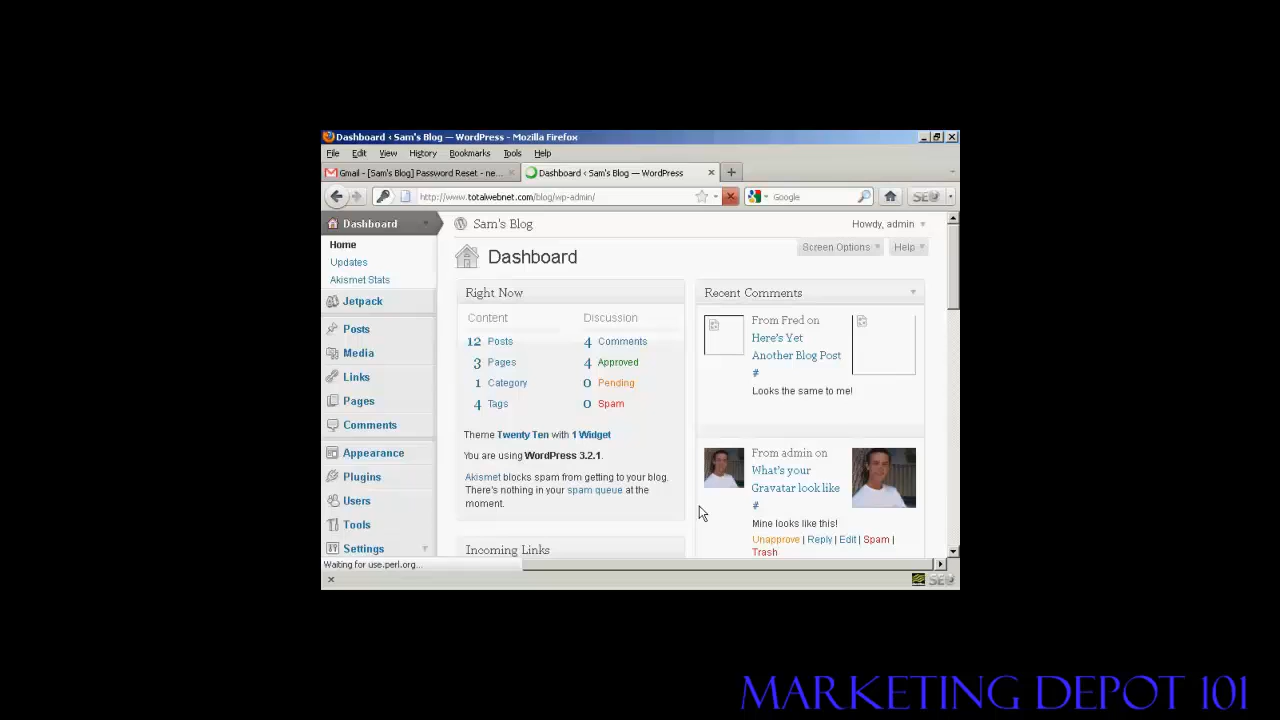 Dashboard ‹ Sam's Blog — WordPress - Mozilla Firefox
File Edit View History Bookmarks Tools Help
Gmail - [Sam's Blog] Password Reset - ne...
Dashboard ‹ Sam's Blog — WordPress
http://www.totalwebnet.com/blog/wp-admin/
Google
SEO
Dashboard
Home
Updates
Akismet Stats
Jetpack
Posts
Media
Links
Pages
Comments
Appearance
Plugins
Users
Tools
Settings
Sam's Blog
Howdy, admin
Screen Options
Help
Dashboard
Right Now
Content
Discussion
12 Posts
4 Comments
3 Pages
4 Approved
1 Category
0 Pending
4 Tags
0 Spam
Theme Twenty Ten with 1 Widget
You are using WordPress 3.2.1.
Akismet blocks spam from getting to your blog.
There's nothing in your spam queue at the
moment.
Incoming Links
Recent Comments
From Fred on
Here's Yet
Another Blog Post
#
Looks the same to me!
From admin on
What's your
Gravatar look like
#
Mine looks like this!
Unapprove | Reply | Edit | Spam |
Trash
Waiting for use.perl.org...
SEO
MARKETING DEPOT 101